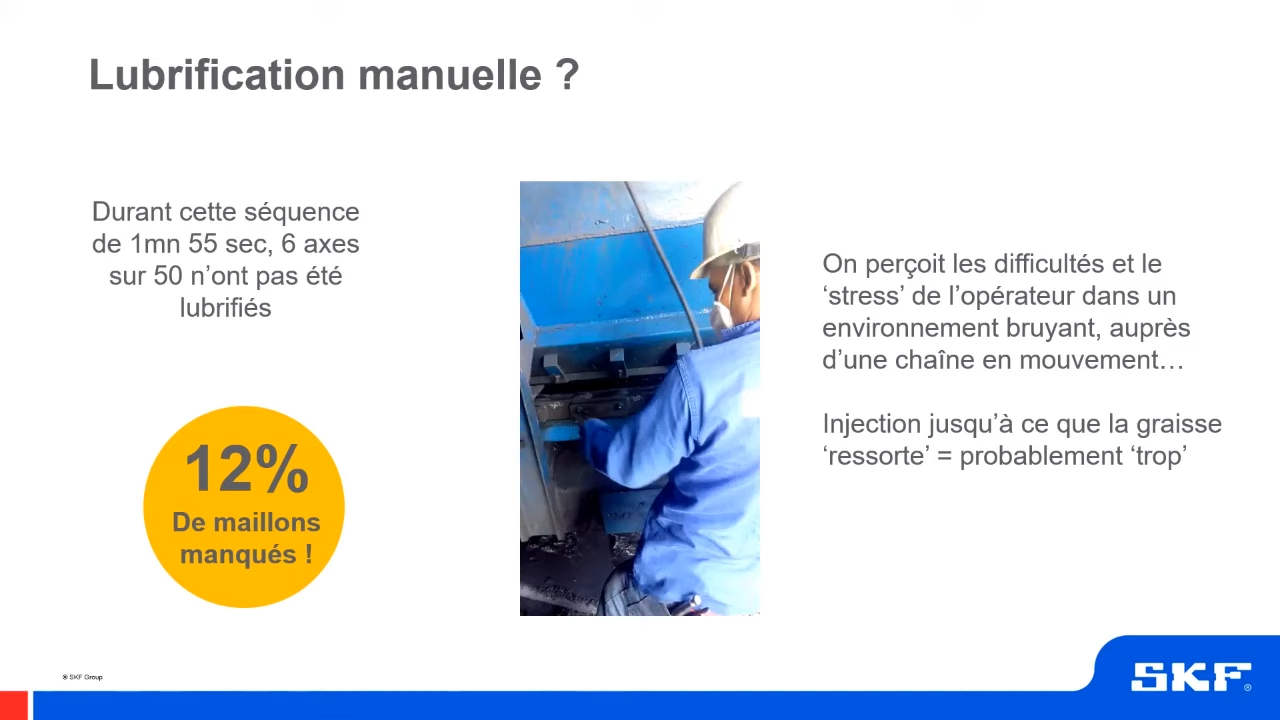 Lubrification manuelle ?
Durant cette séquence
de 1mn 55 sec, 6 axes
sur 50 n’ont pas été
lubrifiés
12%
De maillons
manqués !
On perçoit les difficultés et le
‘stress’ de l’opérateur dans un
environnement bruyant, auprès
d’une chaîne en mouvement…
Injection jusqu’à ce que la graisse
‘ressorte’ = probablement ‘trop’
® SKF Group
SKF®